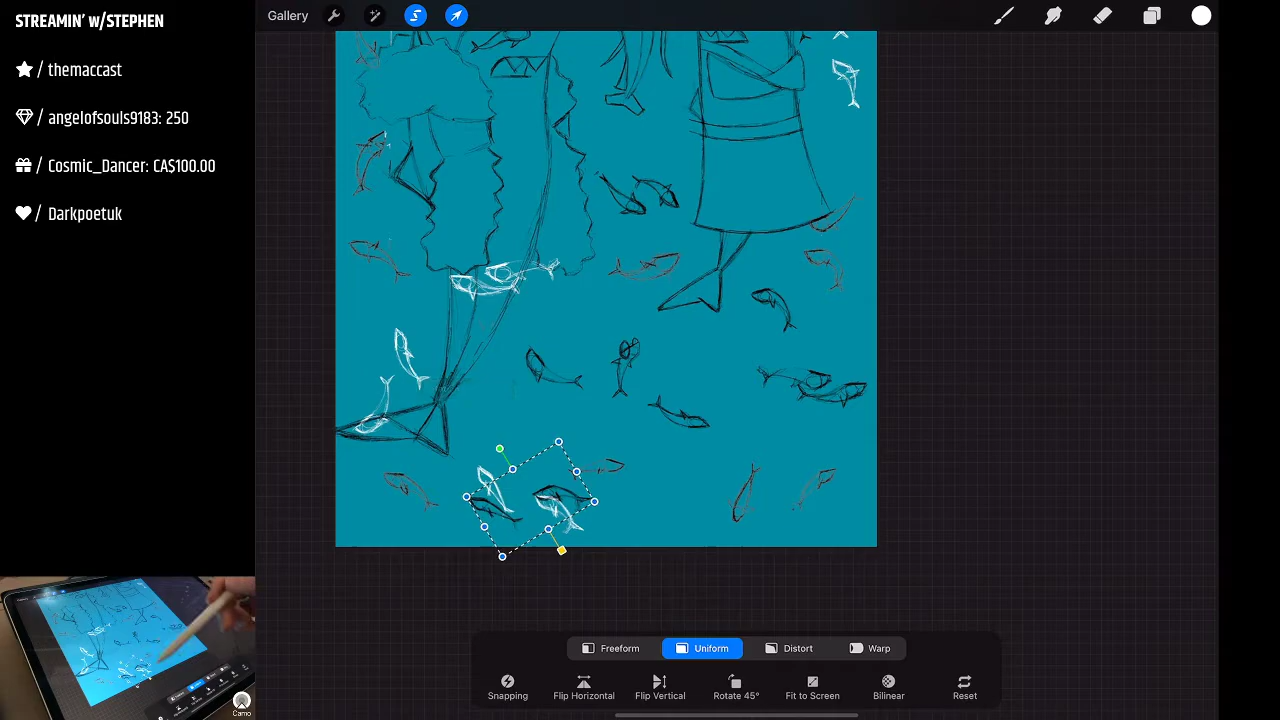 STREAMIN' w/STEPHEN
/ themaccast
/ angelofsouls9183: 250
/ Cosmic_Dancer: CA$100.00
/ Darkpoetuk
Gallery
Freeform
Uniform
Distort
Warp
Snapping
Flip Horizontal
Flip Vertical
Rotate 45°
Fit to Screen
Bilinear
Reset
Camo